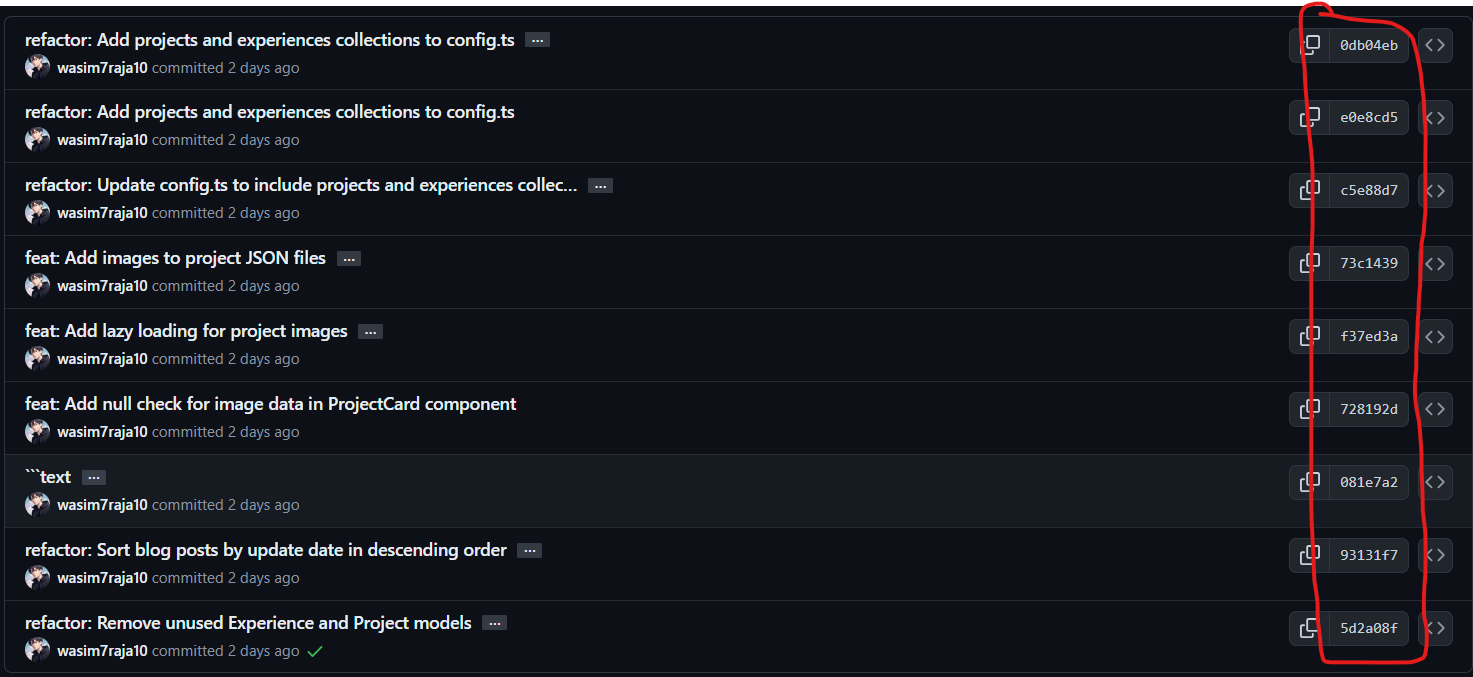 refactor: Add projects and experiences collections to config.ts ...
0db04eb
wasim7raja10 committed 2 days ago
refactor: Add projects and experiences collections to config.ts
e0e8cd5
wasim7raja10 committed 2 days ago
refactor: Update config.ts to include projects and experiences collec... ...
c5e88d7
wasim7raja10 committed 2 days ago
feat: Add images to project JSON files ...
73c1439
wasim7raja10 committed 2 days ago
feat: Add lazy loading for project images ...
f37ed3a
wasim7raja10 committed 2 days ago
feat: Add null check for image data in ProjectCard component
728192d
wasim7raja10 committed 2 days ago
```text ...
081e7a2
wasim7raja10 committed 2 days ago
refactor: Sort blog posts by update date in descending order ...
93131f7
wasim7raja10 committed 2 days ago
refactor: Remove unused Experience and Project models ...
5d2a08f
wasim7raja10 committed 2 days ago